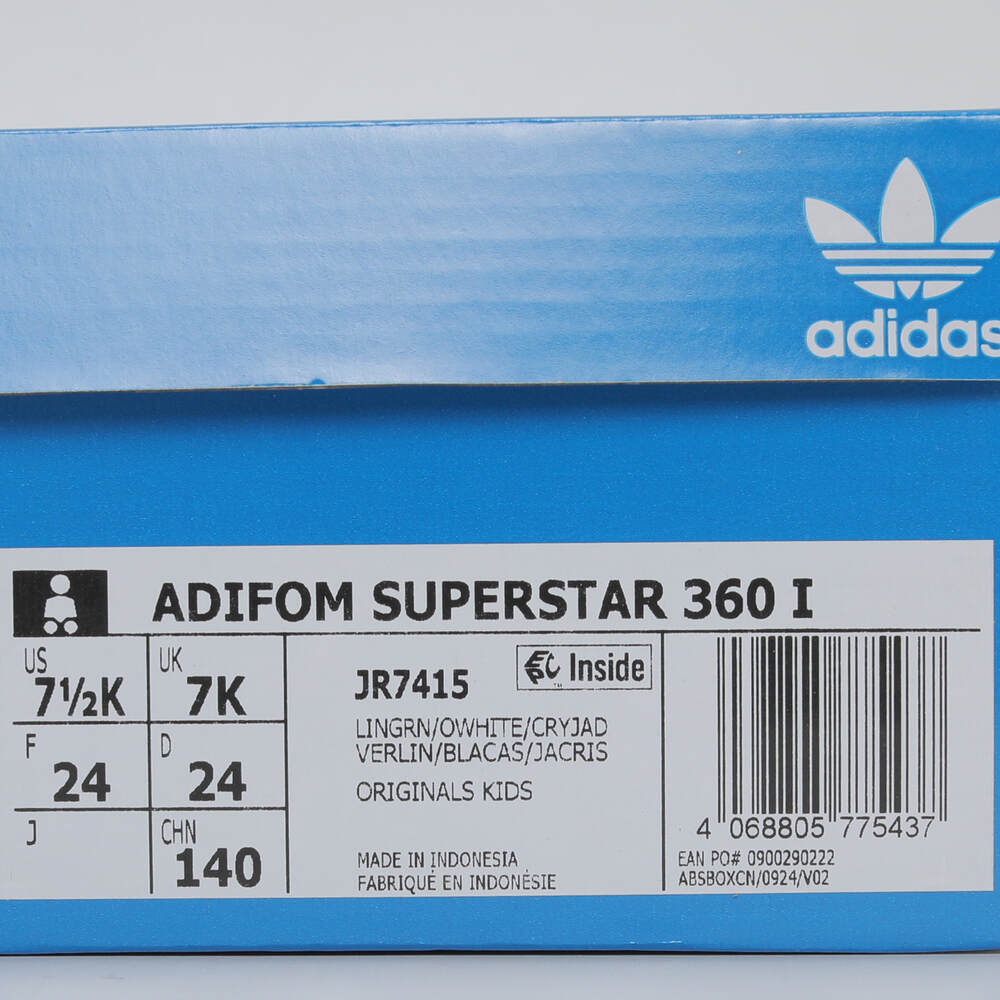 adidas
ADIFOM SUPERSTAR 360 I
US
7½K
UK
7K
F
24
D
24
J
CHN
140
JR7415
EPC Inside
™
LINGRN/OWHITE/CRYJAD
VERLIN/BLACAS/JACRIS
ORIGINALS KIDS
MADE IN INDONESIA
FABRIQUÉ EN INDONÉSIE
4 068805 775437
EAN PO# 0900290222
ABSBOXCN/0924/V02